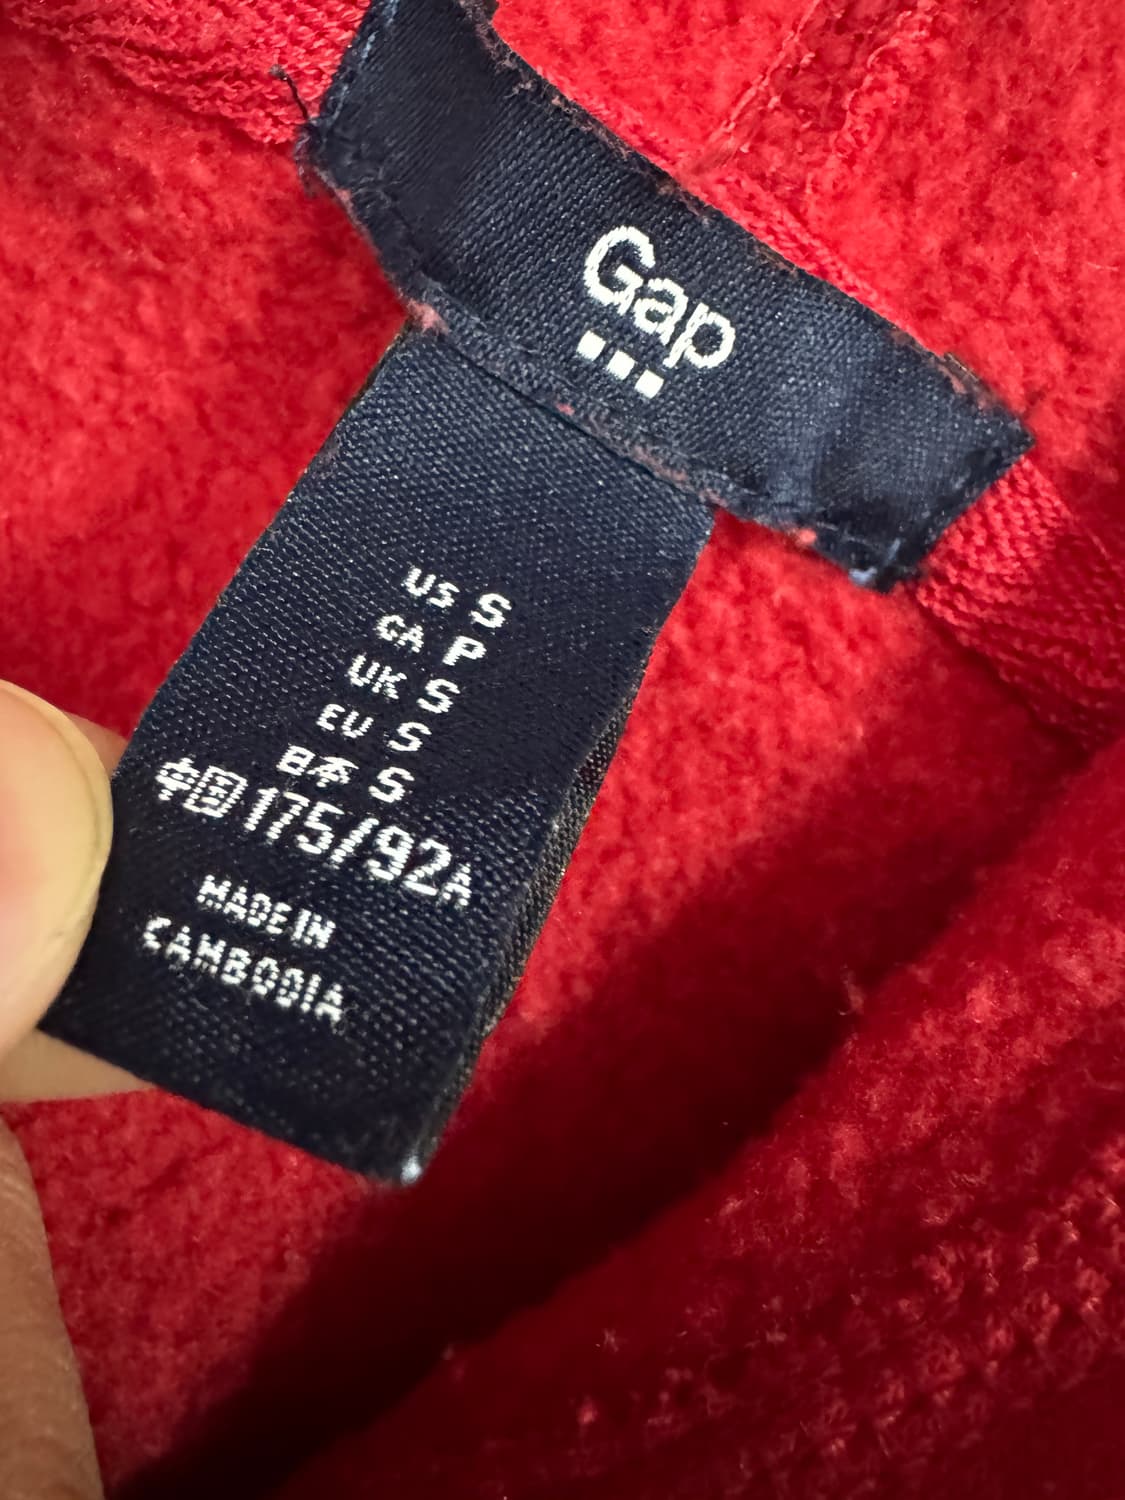 Gap
US S
CA P
UK S
EU S
日本 S
中国 175/92A
MADE IN
CAMBODIA